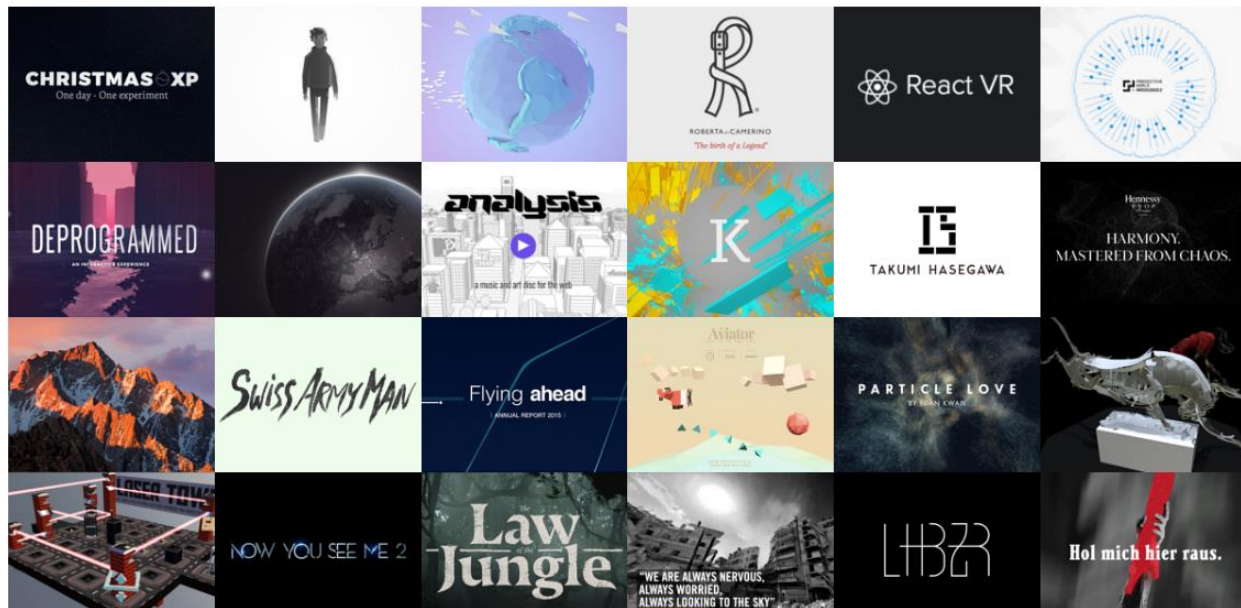 CHRISTMAS XP
One day - One experiment
ROBERTA DI CAMERINO
"The birth of a Legend"
React VR
DEPROGRAMMED
AN INTERACTIVE EXPERIENCE
analysis
a music and art disc for the web
K
TAKUMI HASEGAWA
Hennessy
V.S.O.P
HARMONY.
MASTERED FROM CHAOS.
SWISS ARMY MAN
Flying ahead
ANNUAL REPORT 2015
the
Aviator
PARTICLE LOVE
BY EDAN KWAN
LASER TOW
NOW YOU SEE ME 2
The
Law
of the
Jungle
"WE ARE ALWAYS NERVOUS,
ALWAYS WORRIED,
ALWAYS LOOKING TO THE SKY"
Hol mich hier raus.